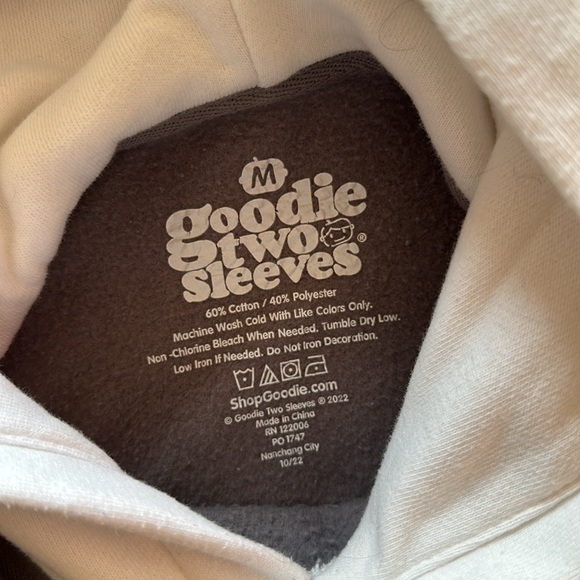 M
goodie
two
sleeves®
60% Cotton / 40% Polyester
Machine Wash Cold With Like Colors Only.
Non -Chlorine Bleach When Needed. Tumble Dry Low.
Low Iron If Needed. Do Not Iron Decoration.
ShopGoodie.com
© Goodie Two Sleeves ® 2022
Made in China
RN 122006
PO 1747
Nanchang City
10/22